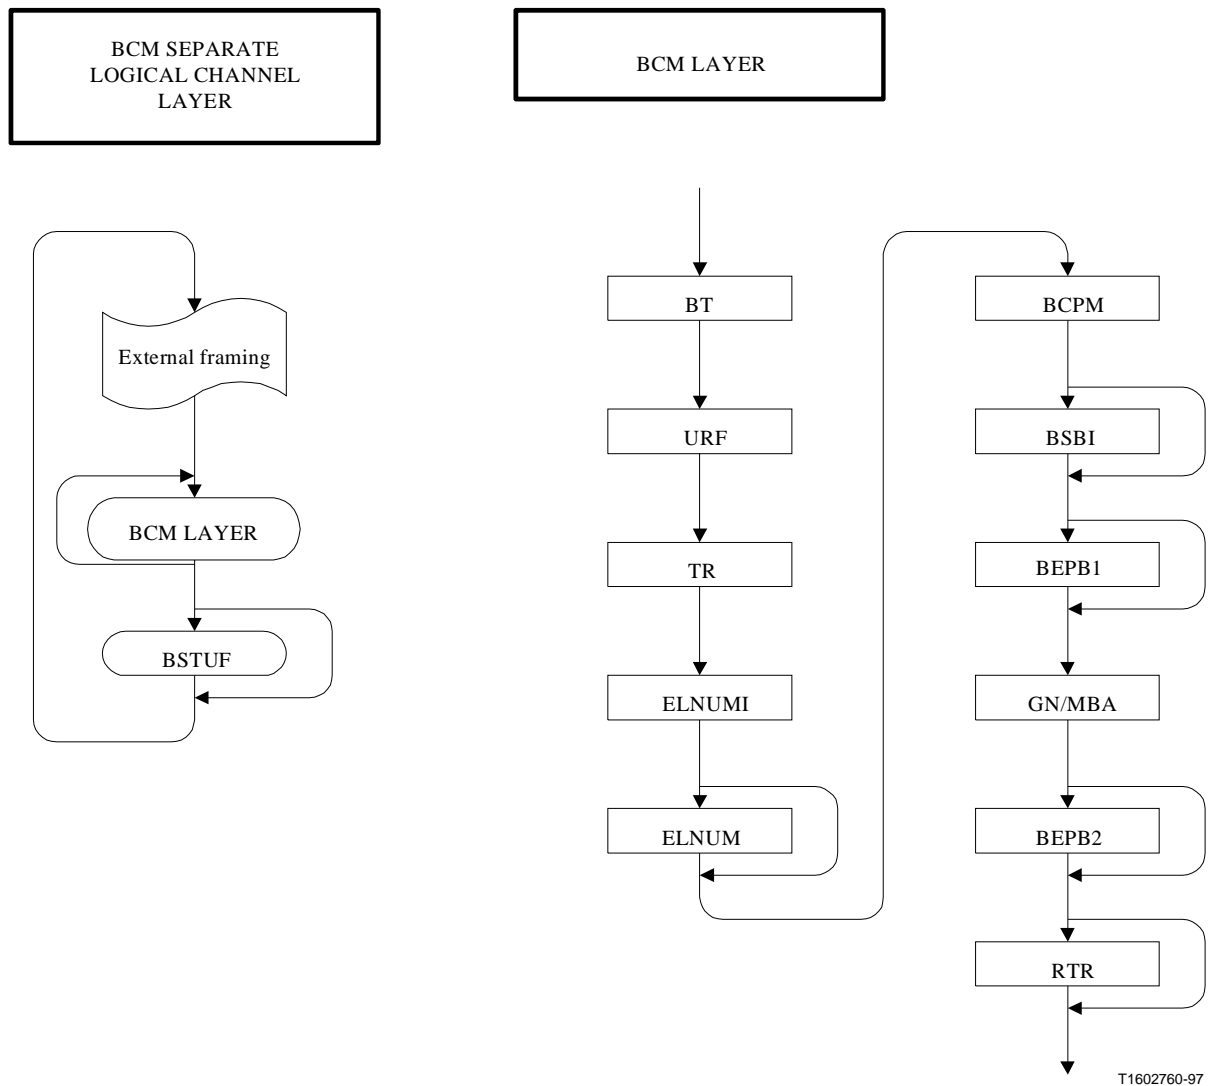 BCM SEPARATE
LOGICAL CHANNEL
LAYER
BCM LAYER
External framing
BCM LAYER
BSTUF
BT
URF
TR
ELNUMI
ELNUM
BCPM
BSBI
BEPB1
GN/MBA
BEPB2
RTR
T1602760-97